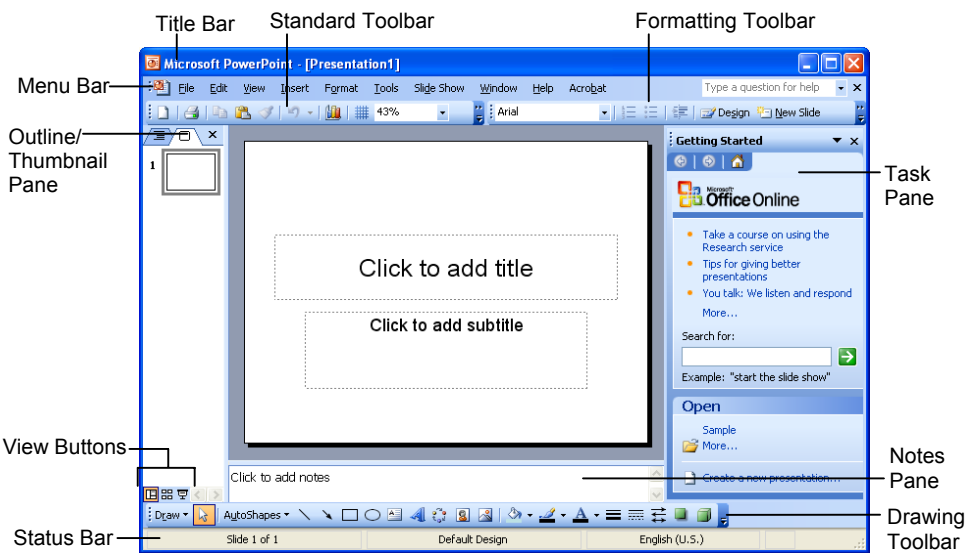 Title Bar
Standard Toolbar
Formatting Toolbar
Microsoft PowerPoint - [Presentation1]
Menu Bar
File Edit View Insert Format Tools Slide Show Window Help Acrobat
Type a question for help
43%
Arial
Design
New Slide
Outline/
Thumbnail
Pane
1
Getting Started
Task
Pane
Microsoft
Office Online
Take a course on using the
Research service
Tips for giving better
presentations
You talk: We listen and respond
More...
Search for:
Example: "start the slide show"
Click to add title
Click to add subtitle
Open
Sample
More...
Create a new presentation...
View Buttons
Click to add notes
Notes
Pane
Draw
AutoShapes
A
Drawing
Toolbar
Status Bar
Slide 1 of 1
Default Design
English (U.S.)